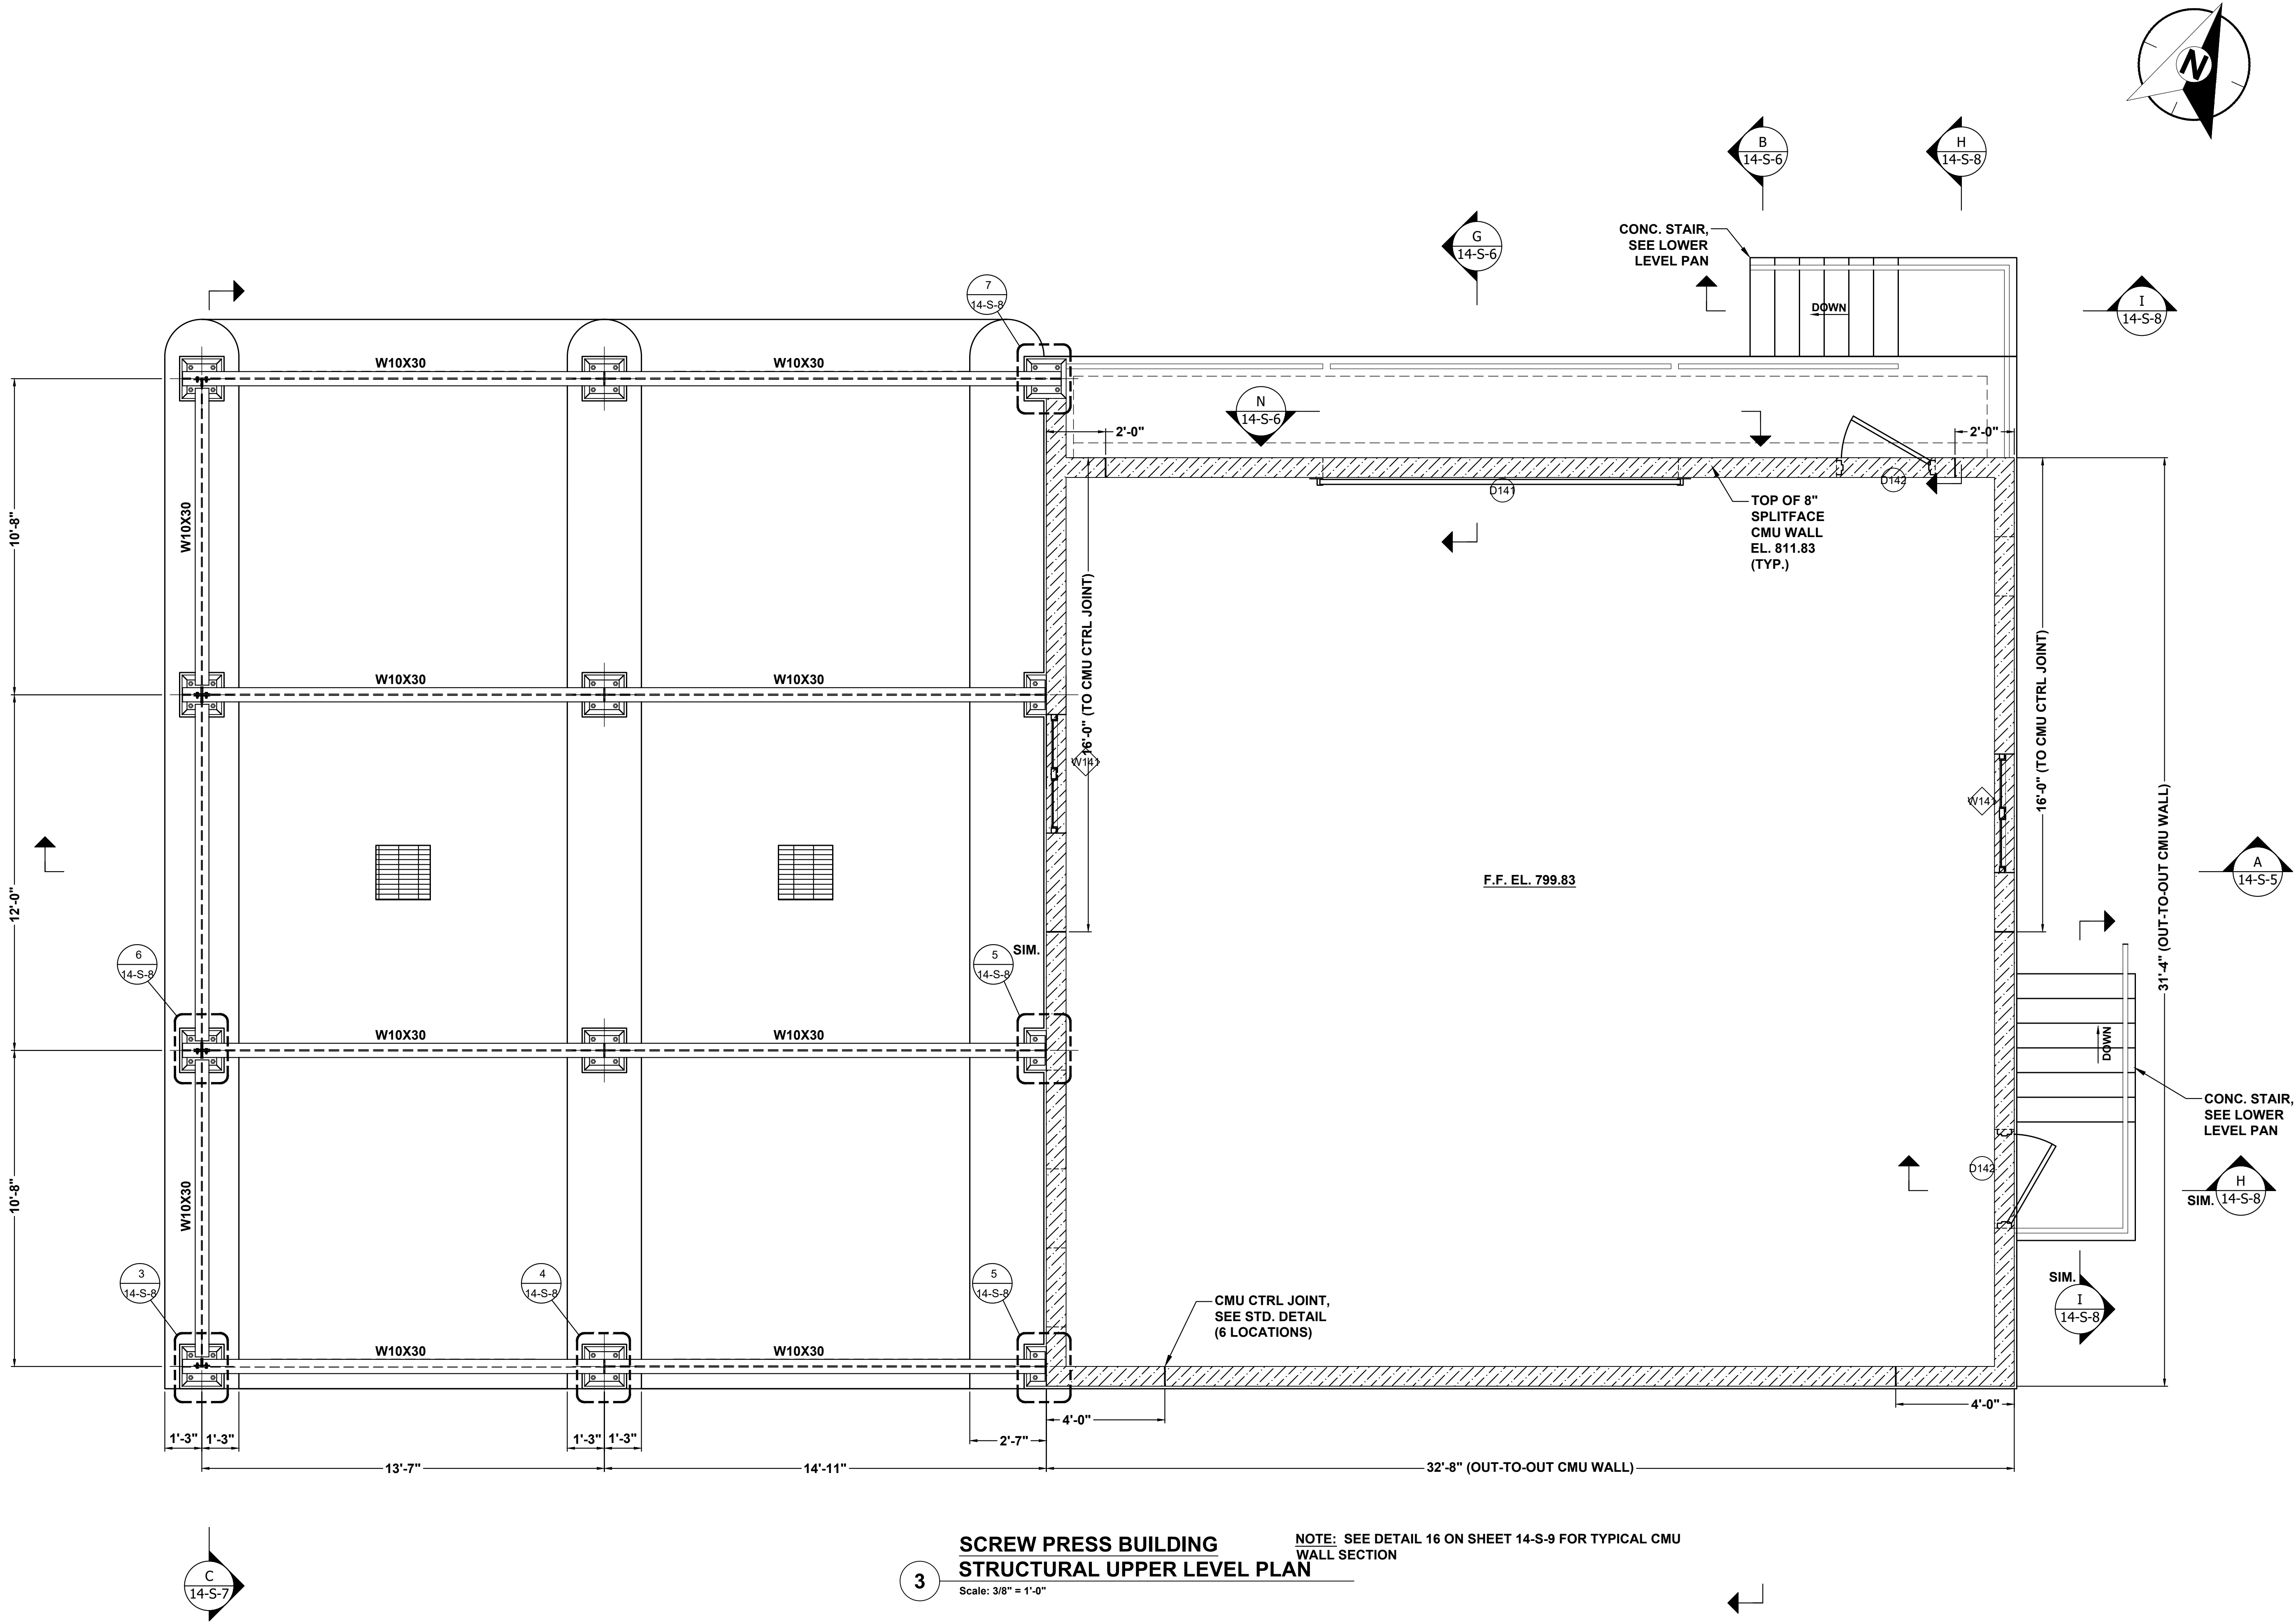 N
B
14-S-6
H
14-S-8
G
14-S-6
CONC. STAIR,
SEE LOWER
LEVEL PAN
DOWN
I
14-S-8
7
14-S-8
W10X30
W10X30
N
14-S-6
2'-0"
2'-0"
D141
D142
TOP OF 8"
SPLITFACE
CMU WALL
EL. 811.83
(TYP.)
10'-8"
W10X30
16'-0" (TO CMU CTRL JOINT)
16'-0" (TO CMU CTRL JOINT)
W10X30
W10X30
W141
W141
31'-4" (OUT-TO-OUT CMU WALL)
12'-0"
F.F. EL. 799.83
A
14-S-5
6
14-S-8
5
14-S-8
SIM.
W10X30
W10X30
DOWN
CONC. STAIR,
SEE LOWER
LEVEL PAN
D142
10'-8"
W10X30
H
14-S-8
SIM.
3
14-S-8
4
14-S-8
5
14-S-8
SIM.
I
14-S-8
CMU CTRL JOINT,
SEE STD. DETAIL
(6 LOCATIONS)
W10X30
W10X30
4'-0"
4'-0"
1'-3"
1'-3"
1'-3"
1'-3"
2'-7"
13'-7"
14'-11"
32'-8" (OUT-TO-OUT CMU WALL)
C
14-S-7
3
SCREW PRESS BUILDING
STRUCTURAL UPPER LEVEL PLAN
Scale: 3/8" = 1'-0"
NOTE: SEE DETAIL 16 ON SHEET 14-S-9 FOR TYPICAL CMU
WALL SECTION